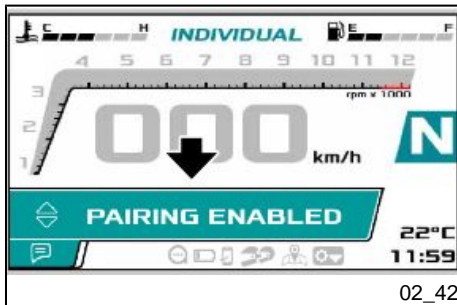 C H INDIVIDUAL E F
4 5 6 7 8 9 10 11 12
3
rpm x 1000
2
000 km/h N
1
PAIRING ENABLED
22°C
11:59
02_42